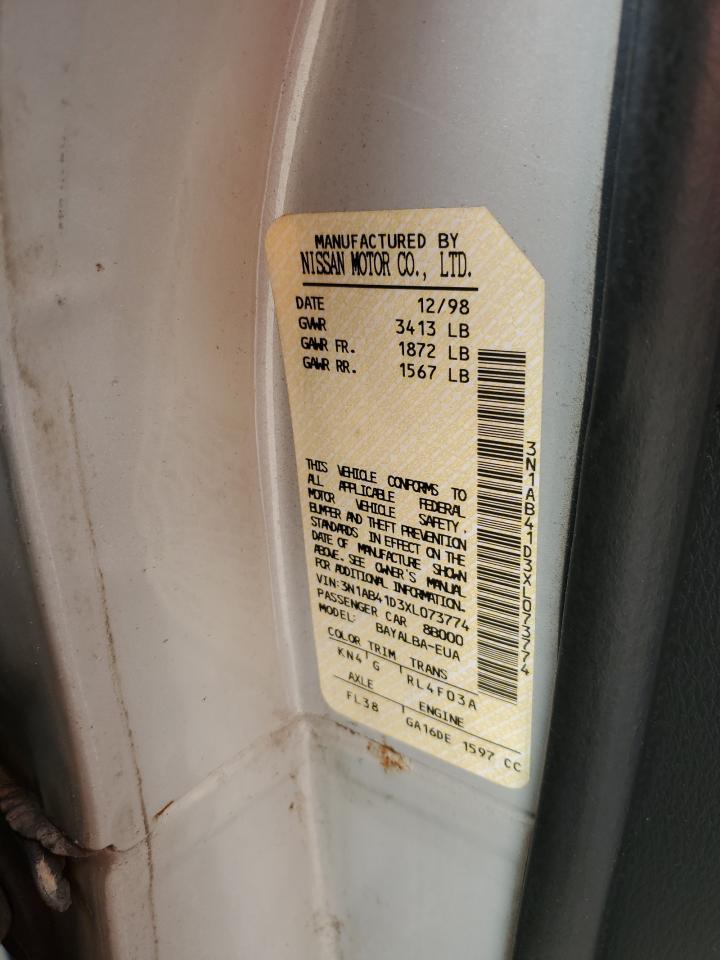 MANUFACTURED BY
NISSAN MOTOR CO., LTD.
DATE 12/98
GVWR 3413 LB
GAWR FR. 1872 LB
GAWR RR. 1567 LB
THIS VEHICLE CONFORMS TO
ALL APPLICABLE FEDERAL
MOTOR VEHICLE SAFETY,
BUMPER AND THEFT PREVENTION
STANDARDS IN EFFECT ON THE
DATE OF MANUFACTURE SHOWN
ABOVE. SEE OWNER'S MANUAL
FOR ADDITIONAL INFORMATION.
VIN:3N1AB41D3XL073774
PASSENGER CAR 8B000
MODEL: BAYALBA-EUA
COLOR TRIM TRANS
KN4 G RL4F03A
AXLE ENGINE
FL38 GA16DE 1597 CC
3N1AB41D3XL073774